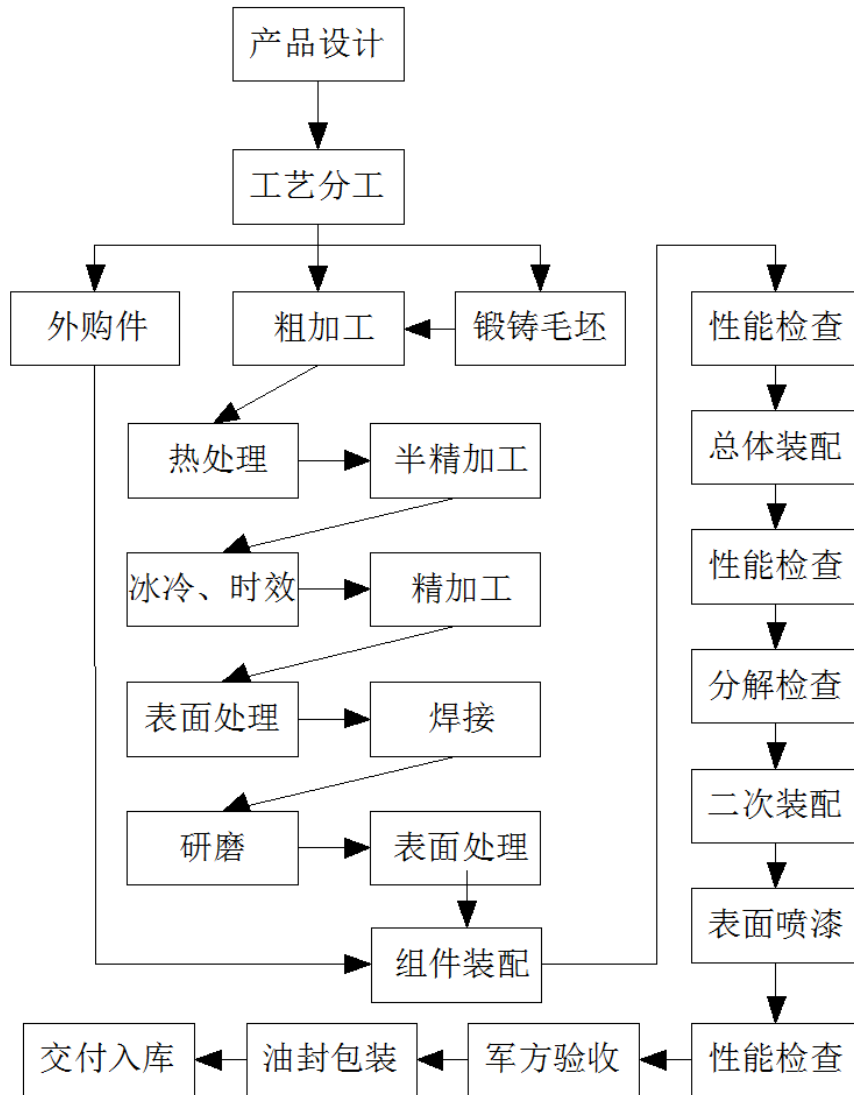 产品设计
工艺分工
外购件
粗加工
锻铸毛坯
性能检查
热处理
半精加工
总体装配
冰冷、时效
精加工
性能检查
表面处理
焊接
分解检查
研磨
表面处理
二次装配
组件装配
表面喷漆
交付入库
油封包装
军方验收
性能检查